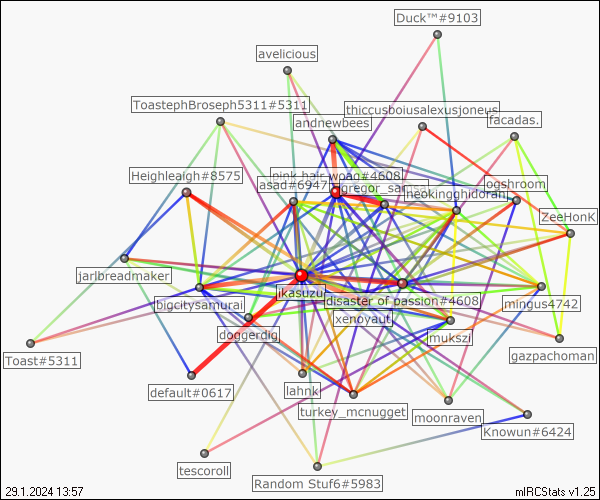 Duck™#9103
avelicious
ToastephBroseph5311#5311
thiccusboiusalexusjoneus
andnewbees
facadas.
Heighleaigh#8575
pink hair woag#4608
asad#6947
gregor_samsa
neokingghidorah
ogshroom
ZeeHonK
jarlbreadmaker
bigcitysamurai
ikasuzu
disaster of passion#4608
mingus4742
xenoyaut
doggerdig
mukszi
Toast#5311
gazpachoman
default#0617
lahnk
turkey_mcnugget
moonraven
Knowun#6424
tescoroll
Random Stuf6#5983
29.1.2024 13:57
mIRCStats v1.25